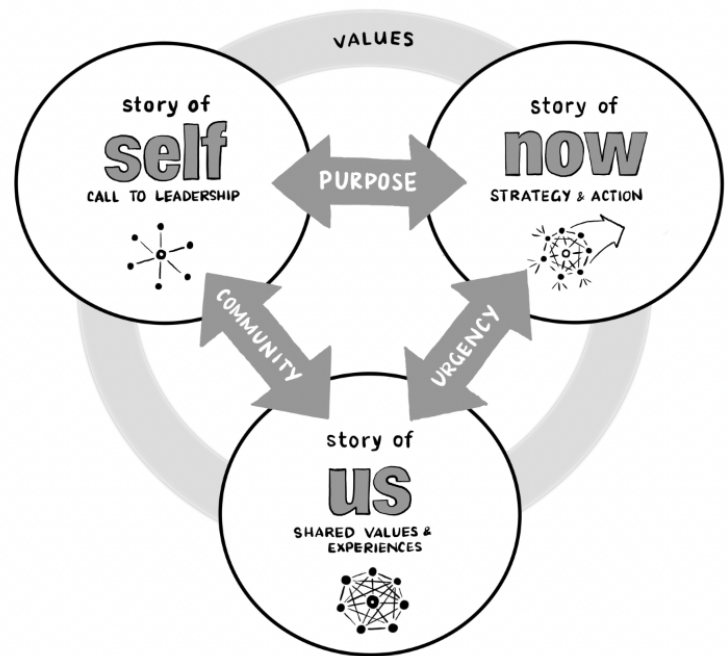 VALUES
story of
self
CALL TO LEADERSHIP
PURPOSE
story of
now
STRATEGY & ACTION
COMMUNITY
URGENCY
story of
us
SHARED VALUES &
EXPERIENCES